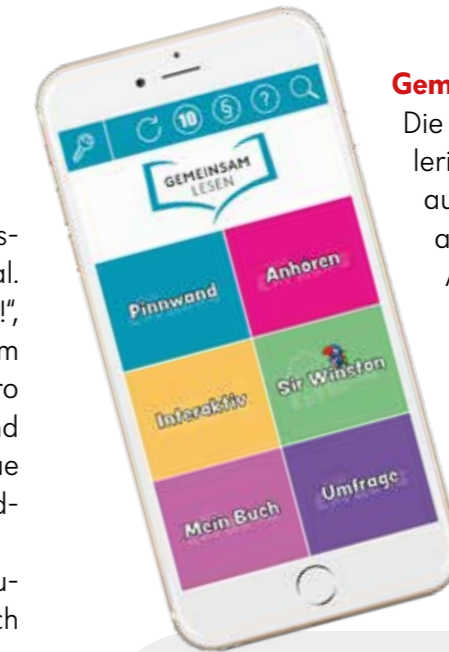 s-
al.
!“,
m
ro
nd
ue
d-
u-
ch
10 § ?
GEMEINSAM
LESEN
Pinnwand
Anhören
Interaktiv
Sir Winston
Mein Buch
Umfrage
Gem
Die
leri
au
a